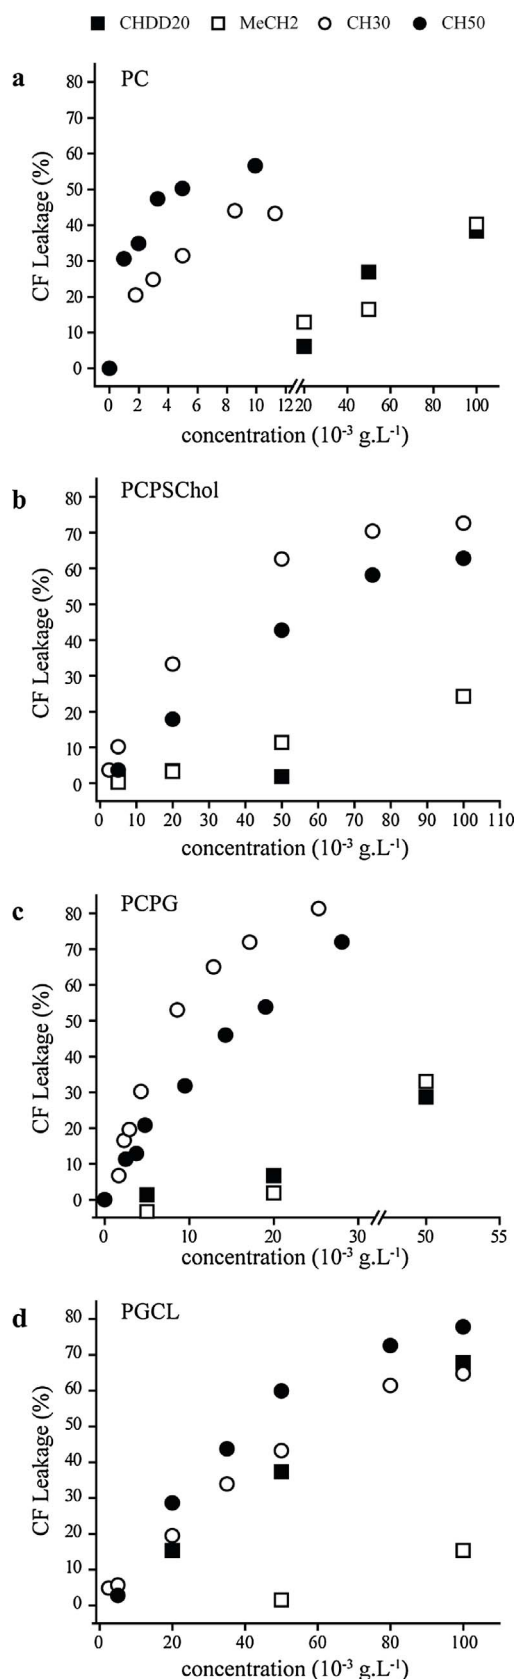 CHDD20 MeCH2 CH30 CH50
a
PC
80
70
60
50
40
30
20
10
0
CF Leakage (%)
0 2 4 6 8 10 12 20 40 60 80 100
concentration (10-3 g.L-1)
b
PCPSChol
80
70
60
50
40
30
20
10
0
CF Leakage (%)
0 10 20 30 40 50 60 70 80 90 100 110
concentration (10-3 g.L-1)
c
PCPG
80
70
60
50
40
30
20
10
0
CF Leakage (%)
0 10 20 30 50 55
concentration (10-3 g.L-1)
d
PGCL
80
70
60
50
40
30
20
10
0
CF Leakage (%)
0 20 40 60 80 100
concentration (10-3 g.L-1)